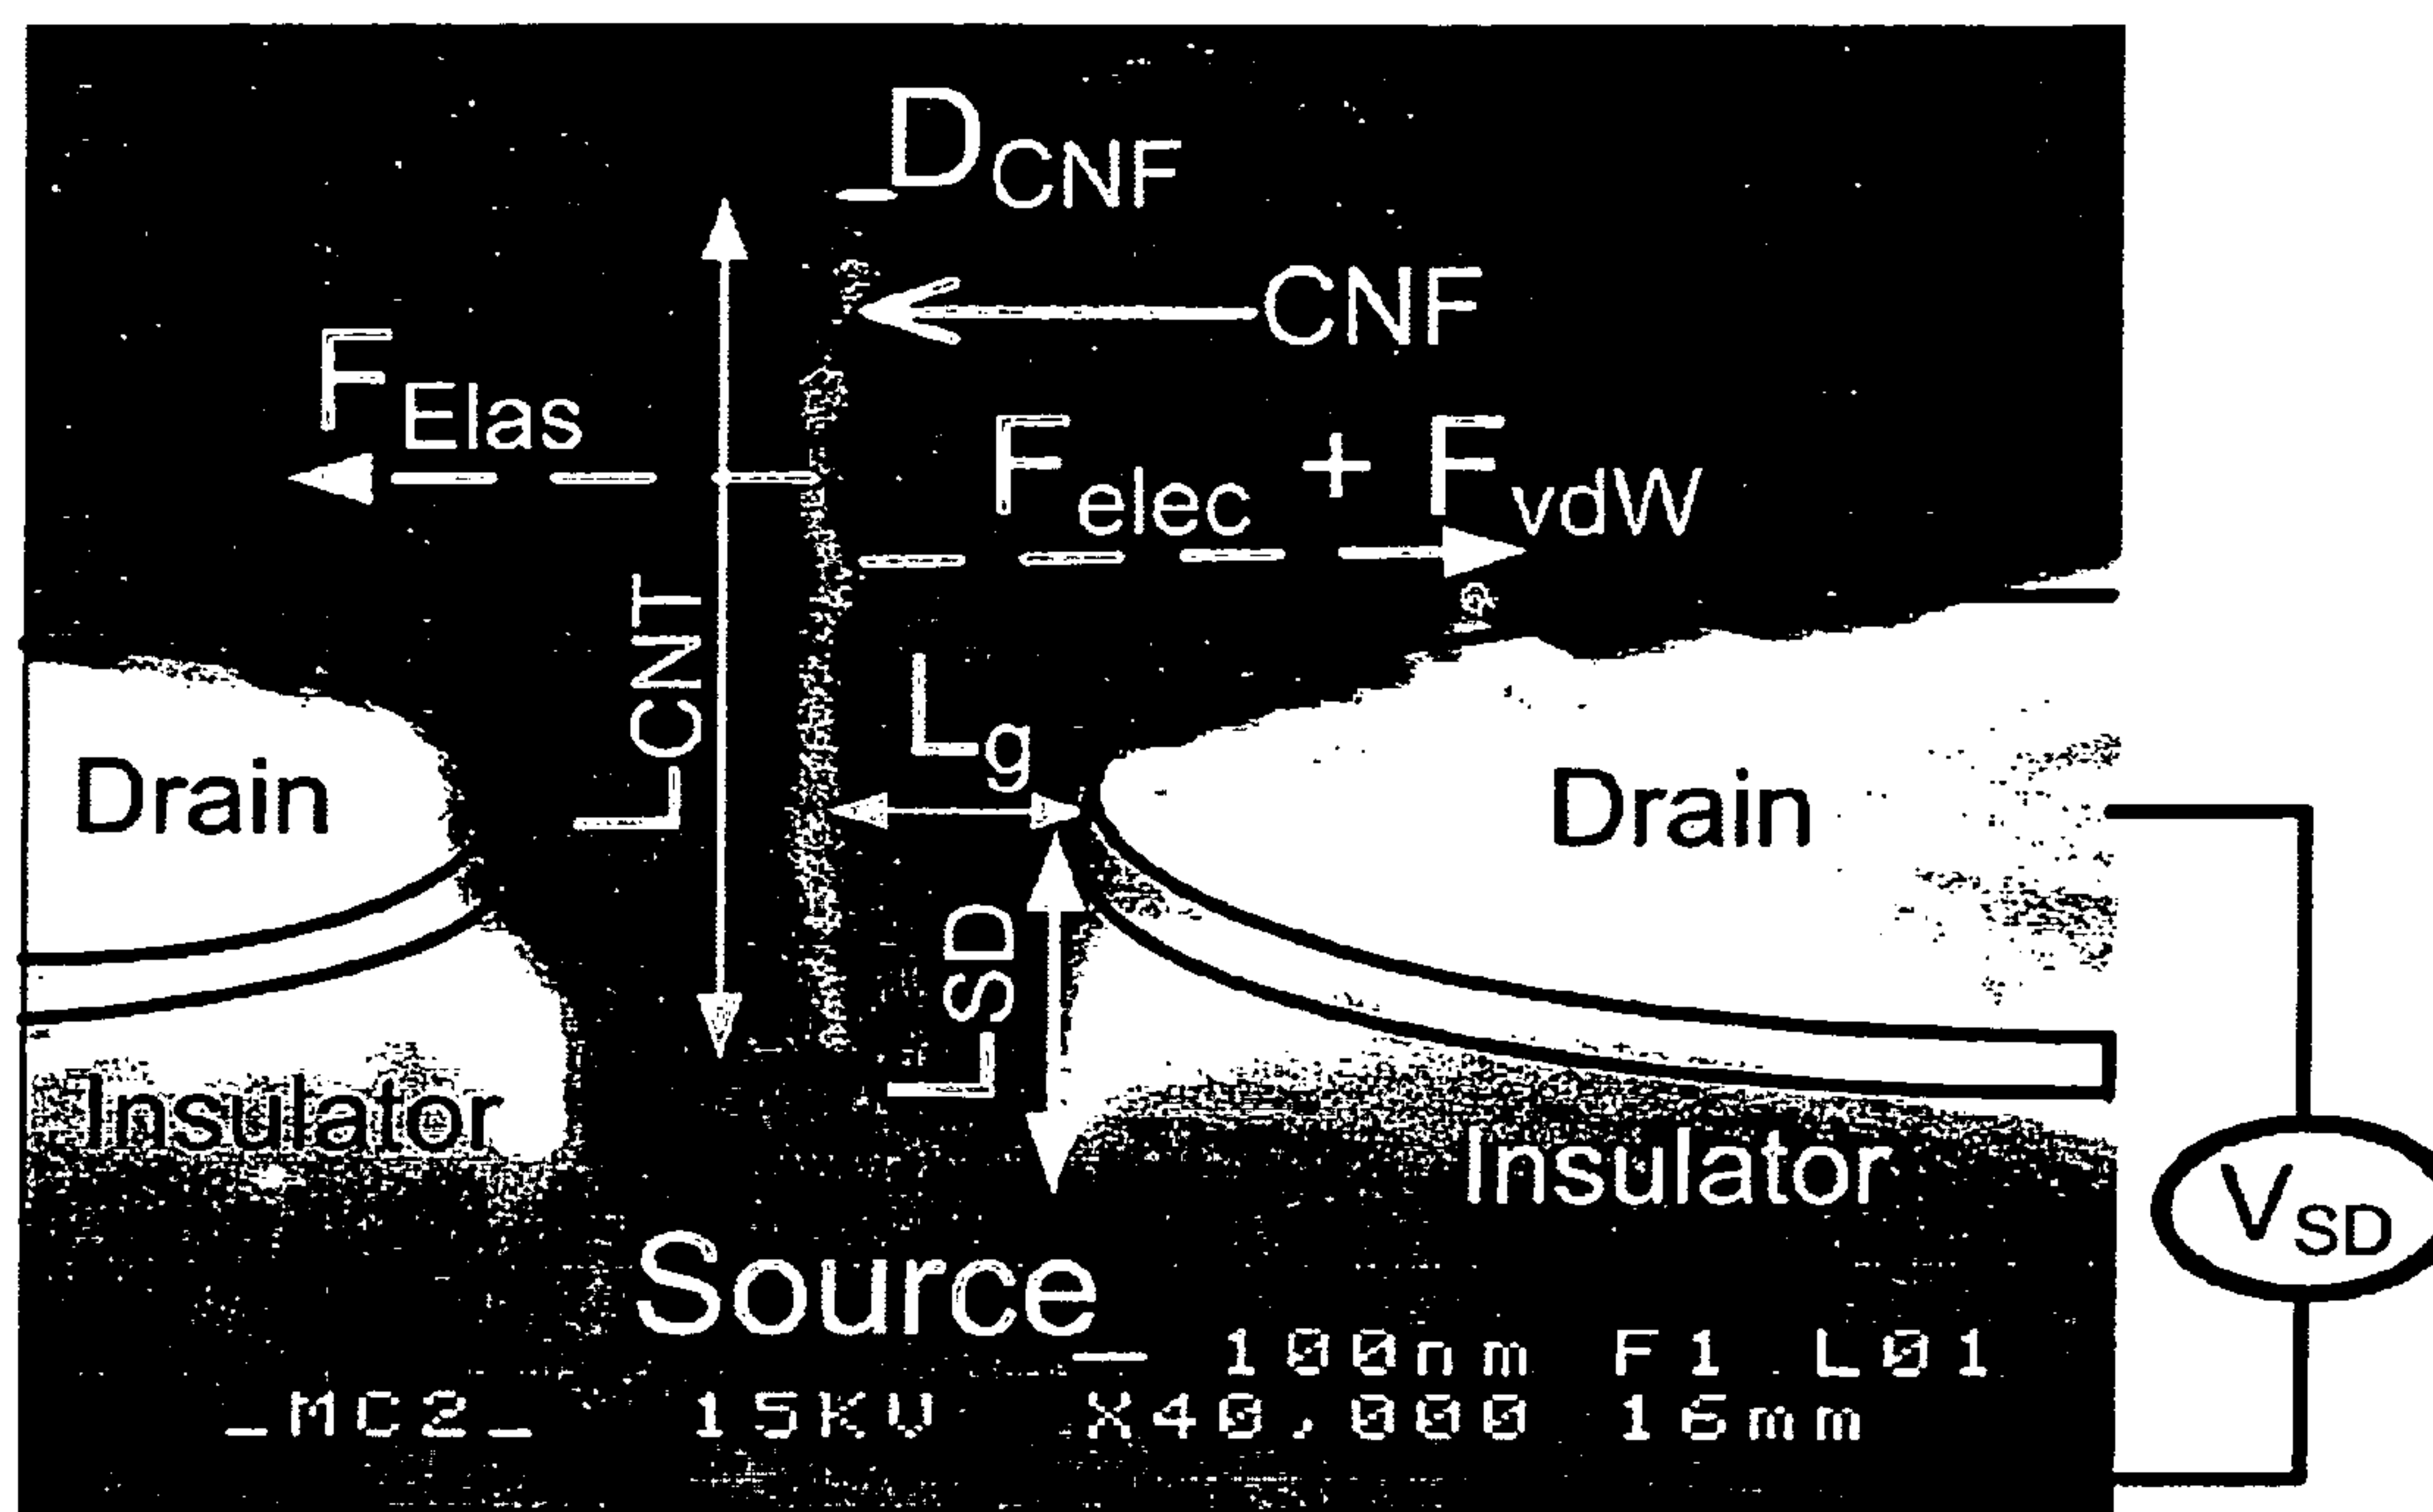 D_CNF
CNF
F_Elas
F_elec + F_vdW
L_CNT
L_g
Drain
Drain
L_SD
Insulator
Insulator
V_SD
Source
100nm F1 L01
_MC2_ 15KV X40,000 16mm